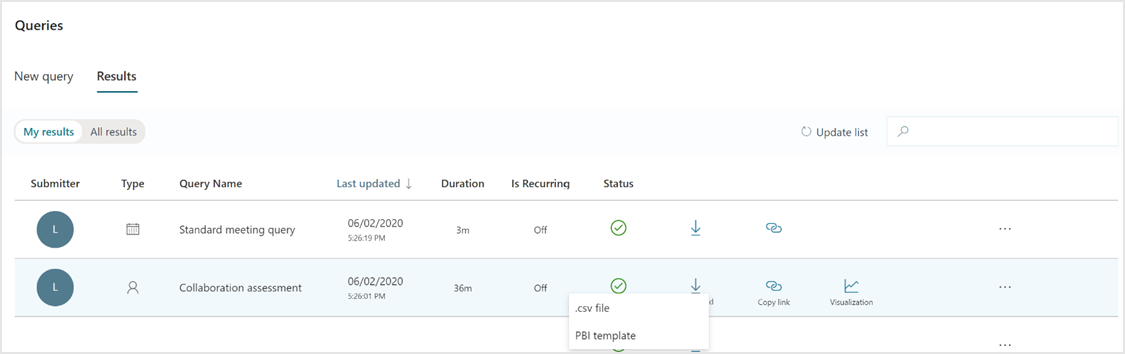 Queries
New query Results
My results All results Update list
Submitter Type Query Name Last updated ↓ Duration Is Recurring Status
L Standard meeting query 06/02/2020 5:26:19 PM 3m Off ...
L Collaboration assessment 06/02/2020 5:26:01 PM 36m Off ...
Copy link Visualization
.csv file
PBI template
...